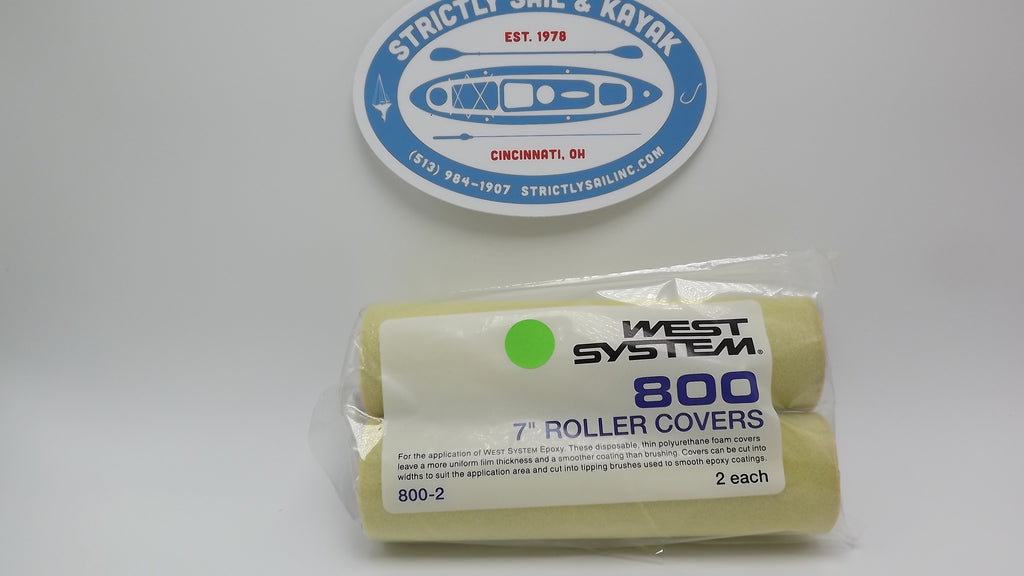 STRICTLY SAIL & KAYAK
EST. 1978
CINCINNATI, OH
(513) 984-1907 STRICTLYSAILINC.COM
WEST
SYSTEM®
800
7" ROLLER COVERS
For the application of WEST SYSTEM Epoxy. These disposable, thin polyurethane foam covers
leave a more uniform film thickness and a smoother coating than brushing. Covers can be cut into
widths to suit the application area and cut into tipping brushes used to smooth epoxy coatings.
800-2
2 each